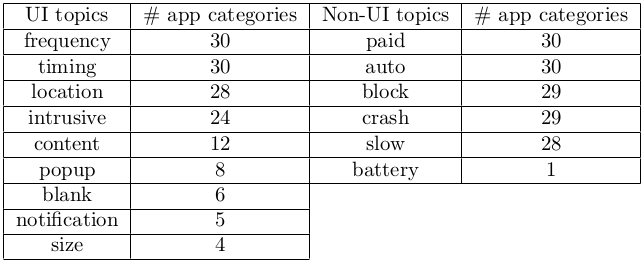 UI topics # app categories Non-UI topics # app categories
frequency 30 paid 30
timing 30 auto 30
location 28 block 29
intrusive 24 crash 29
content 12 slow 28
popup 8 battery 1
blank 6
notification 5
size 4